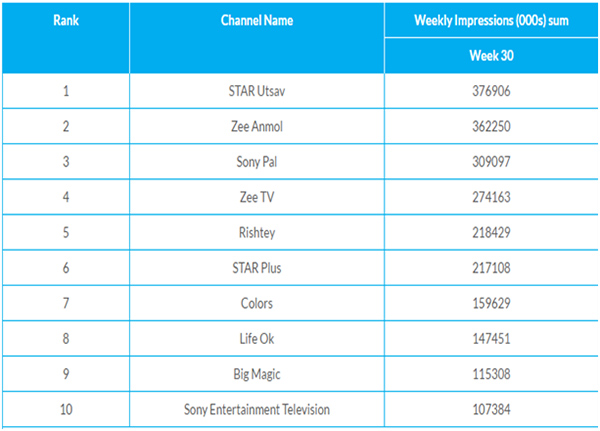 Rank Channel Name Weekly Impressions (000s) sum
Week 30
1 STAR Utsav 376906
2 Zee Anmol 362250
3 Sony Pal 309097
4 Zee TV 274163
5 Rishtey 218429
6 STAR Plus 217108
7 Colors 159629
8 Life Ok 147451
9 Big Magic 115308
10 Sony Entertainment Television 107384